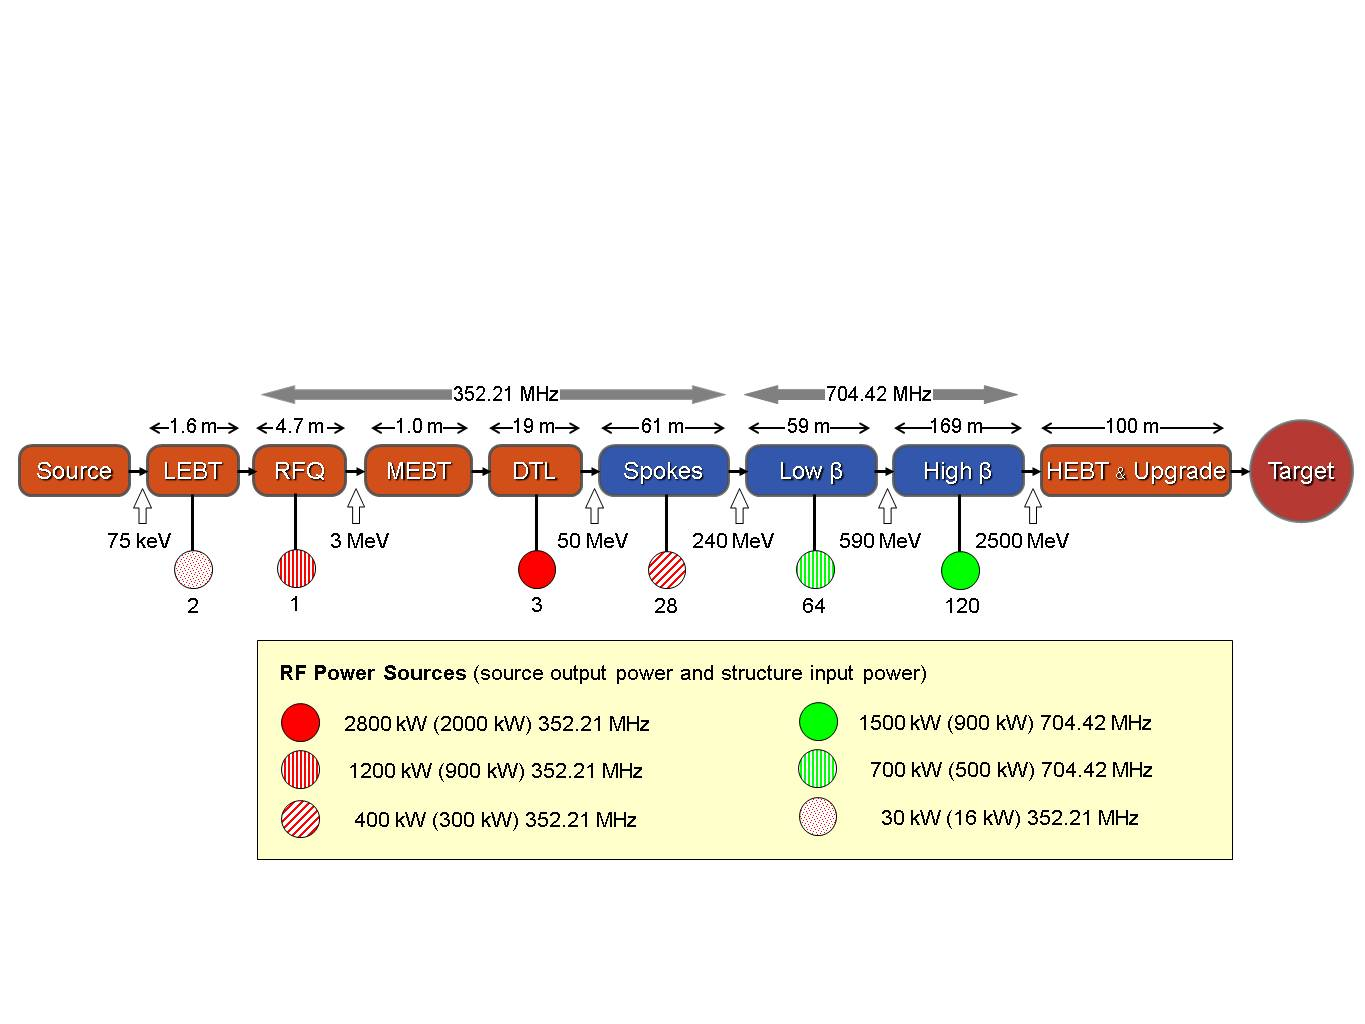 352.21 MHz
704.42 MHz
1.6 m
4.7 m
1.0 m
19 m
61 m
59 m
169 m
100 m
Source
LEBT
RFQ
MEBT
DTL
Spokes
Low β
High β
HEBT & Upgrade
Target
75 keV
3 MeV
50 MeV
240 MeV
590 MeV
2500 MeV
2
1
3
28
64
120
RF Power Sources (source output power and structure input power)
2800 kW (2000 kW) 352.21 MHz
1500 kW (900 kW) 704.42 MHz
1200 kW (900 kW) 352.21 MHz
700 kW (500 kW) 704.42 MHz
400 kW (300 kW) 352.21 MHz
30 kW (16 kW) 352.21 MHz